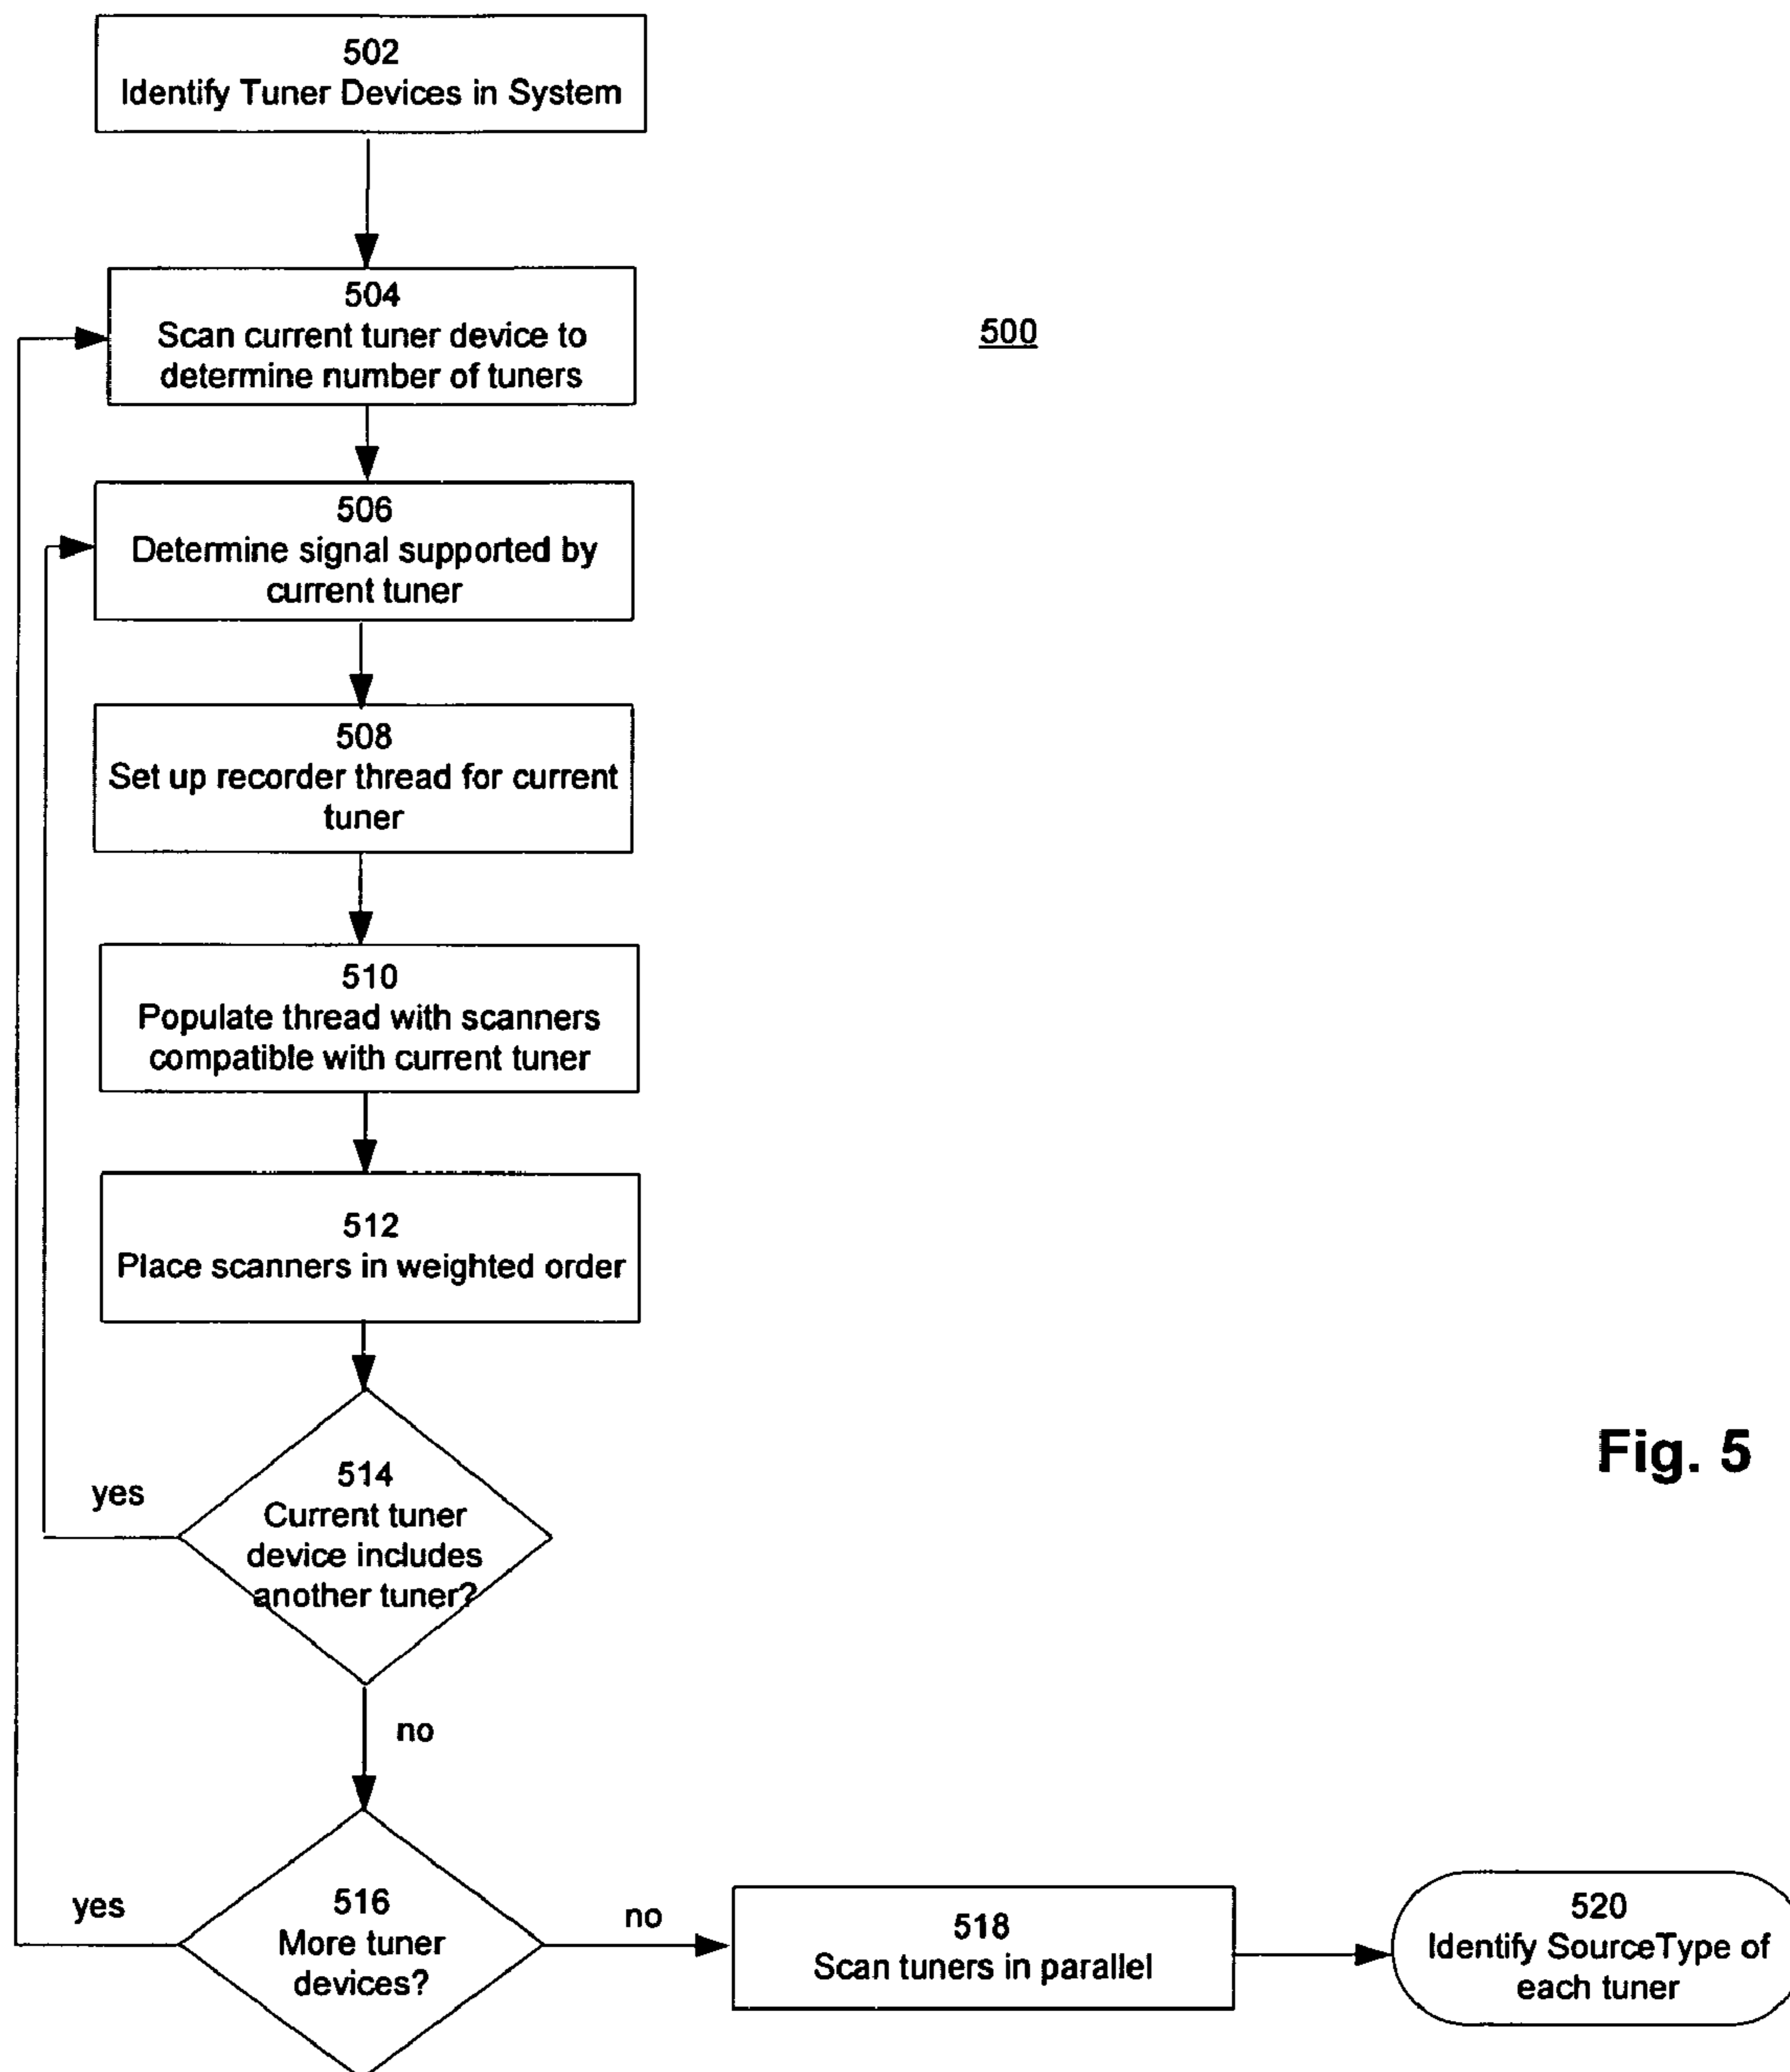 502
Identify Tuner Devices in System
504
Scan current tuner device to
determine number of tuners
500
506
Determine signal supported by
current tuner
508
Set up recorder thread for current
tuner
510
Populate thread with scanners
compatible with current tuner
512
Place scanners in weighted order
514
Current tuner
device includes
another tuner?
yes
no
Fig. 5
516
More tuner
devices?
yes
no
518
Scan tuners in parallel
520
Identify SourceType of
each tuner